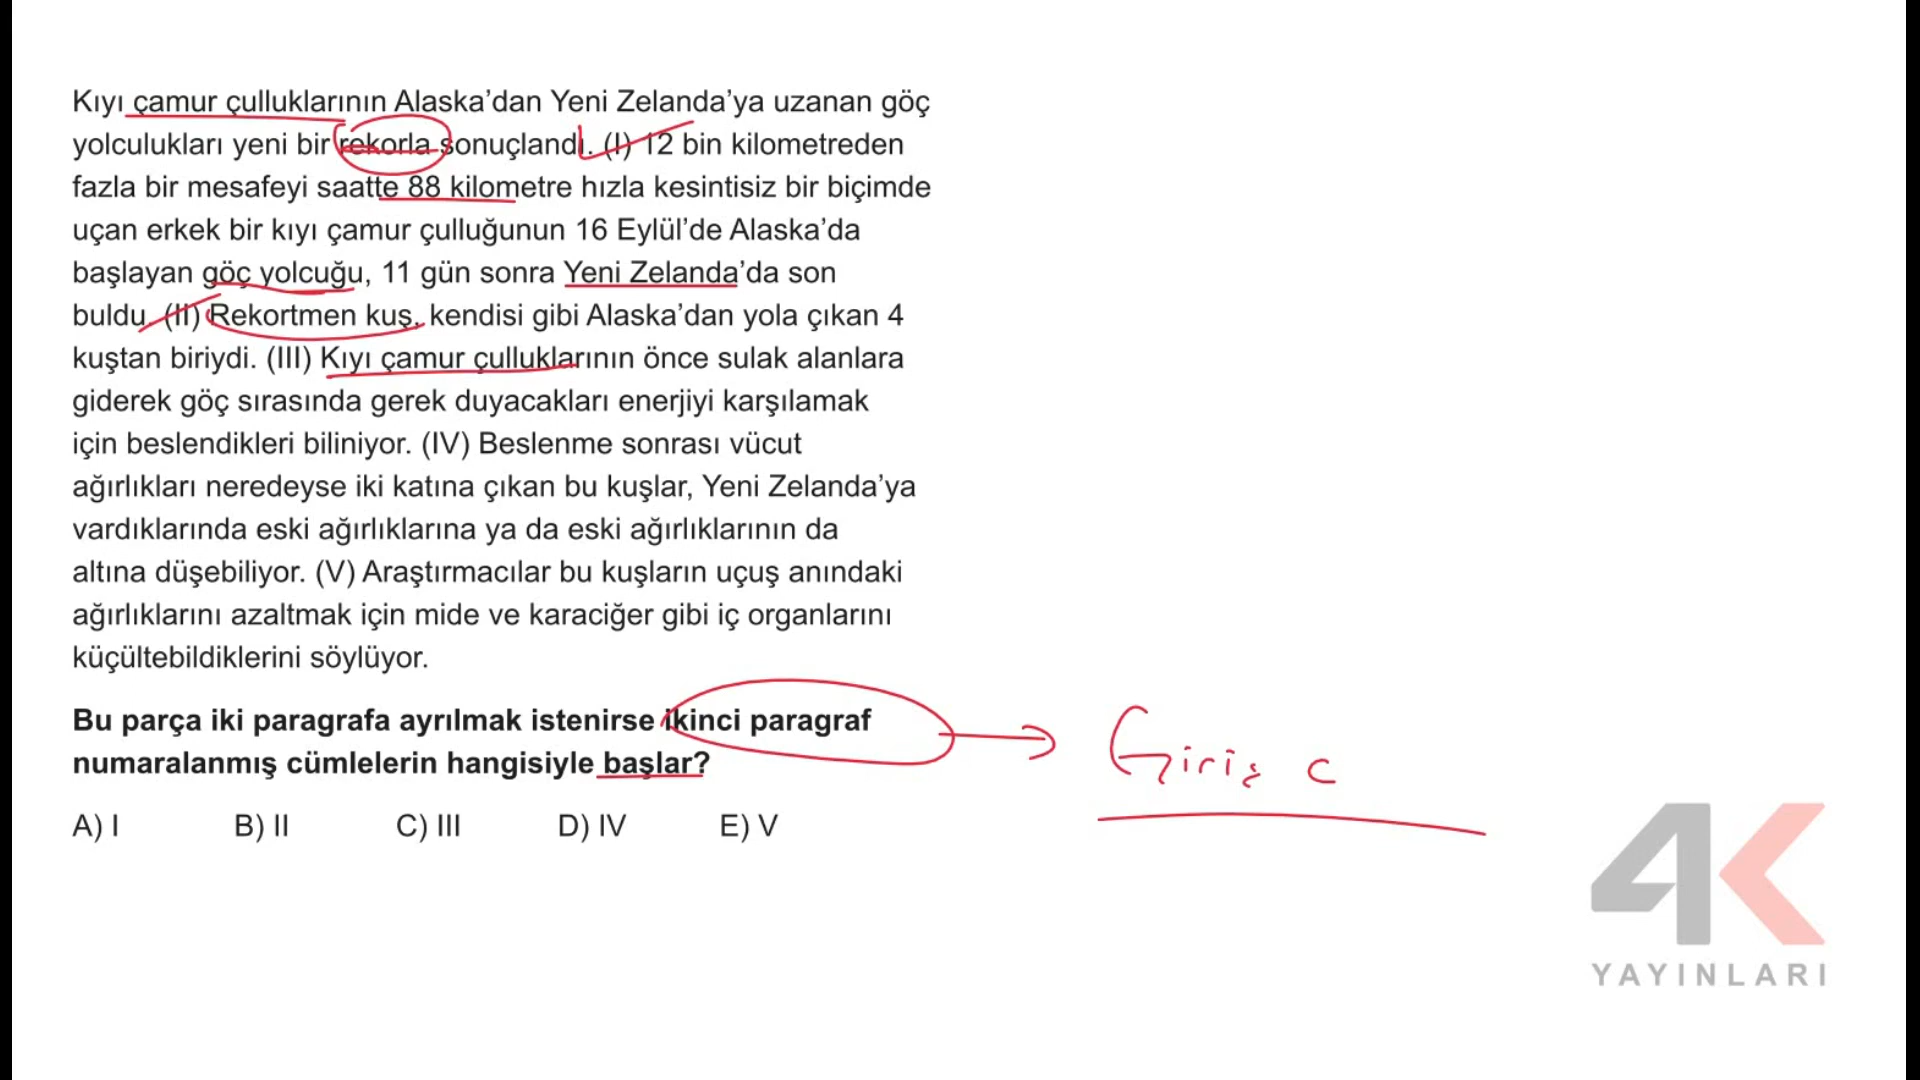 Kıyı çamur çulluklarının Alaska’dan Yeni Zelanda’ya uzanan göç
yolculukları yeni bir rekorla sonuçlandı. (I) 12 bin kilometreden
fazla bir mesafeyi saatte 88 kilometre hızla kesintisiz bir biçimde
uçan erkek bir kıyı çamur çulluğunun 16 Eylül’de Alaska’da
başlayan göç yolcuğu, 11 gün sonra Yeni Zelanda’da son
buldu. (II) Rekortmen kuş, kendisi gibi Alaska’dan yola çıkan 4
kuştan biriydi. (III) Kıyı çamur çulluklarının önce sulak alanlara
giderek göç sırasında gerek duyacakları enerjiyi karşılamak
için beslendikleri biliniyor. (IV) Beslenme sonrası vücut
ağırlıkları neredeyse iki katına çıkan bu kuşlar, Yeni Zelanda’ya
vardıklarında eski ağırlıklarına ya da eski ağırlıklarının da
altına düşebiliyor. (V) Araştırmacılar bu kuşların uçuş anındaki
ağırlıklarını azaltmak için mide ve karaciğer gibi iç organlarını
küçültebildiklerini söylüyor.
Bu parça iki paragrafa ayrılmak istenirse ikinci paragraf
numaralanmış cümlelerin hangisiyle başlar?
Giriş c
A) I B) II C) III D) IV E) V
4K
YAYINLARI